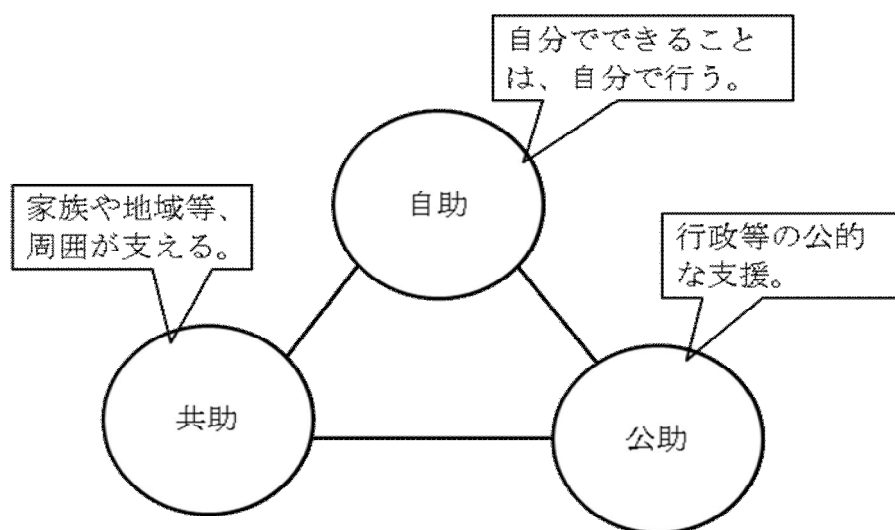 自分でできること
は、自分で行う。
自助
家族や地域等、
周囲が支える。
行政等の公的
な支援。
共助
公助